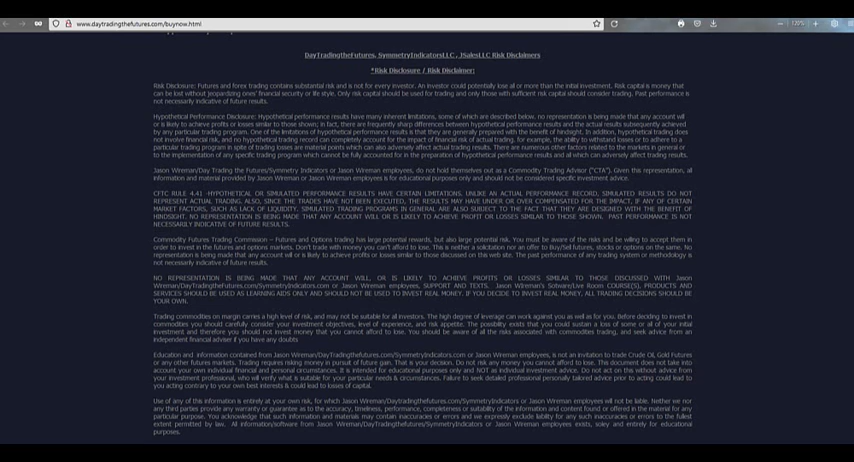 www.daytradingthefutures.com/buynow.html
120%
DayTradingtheFutures, SymmetryIndicatorsLLC, JSalesLLC Risk Disclaimers
*Risk Disclosure / Risk Disclaimer:
Risk Disclosure: Futures and forex trading contains substantial risk and is not for every investor. An investor could potentially lose all or more than the initial investment. Risk capital is money that
can be lost without jeopardizing ones' financial security or life style. Only risk capital should be used for trading and only those with sufficient risk capital should consider trading. Past performance is
not necessarily indicative of future results.
Hypothetical Performance Disclosure: Hypothetical performance results have many inherent limitations, some of which are described below. no representation is being made that any account will
or is likely to achieve profits or losses similar to those shown; in fact, there are frequently sharp differences between hypothetical performance results and the actual results subsequently achieved
by any particular trading program. One of the limitations of hypothetical performance results is that they are generally prepared with the benefit of hindsight. In addition, hypothetical trading does
not involve financial risk, and no hypothetical trading record can completely account for the impact of financial risk of actual trading. for example, the ability to withstand losses or to adhere to a
particular trading program in spite of trading losses are material points which can also adversely affect actual trading results. There are numerous other factors related to the markets in general or
to the implementation of any specific trading program which cannot be fully accounted for in the preparation of hypothetical performance results and all which can adversely affect trading results.
Jason Wireman/Day Trading the Futures/Symmetry Indicators or Jason Wireman employees, do not hold themselves out as a Commodity Trading Advisor ("CTA"). Given this representation, all
information and material provided by Jason Wireman or Jason Wireman employees is for educational purposes only and should not be considered specific investment advice.
CFTC RULE 4.41 -HYPOTHETICAL OR SIMULATED PERFORMANCE RESULTS HAVE CERTAIN LIMITATIONS. UNLIKE AN ACTUAL PERFORMANCE RECORD, SIMULATED RESULTS DO NOT
REPRESENT ACTUAL TRADING. ALSO, SINCE THE TRADES HAVE NOT BEEN EXECUTED, THE RESULTS MAY HAVE UNDER OR OVER COMPENSATED FOR THE IMPACT, IF ANY OF CERTAIN
MARKET FACTORS, SUCH AS LACK OF LIQUIDITY. SIMULATED TRADING PROGRAMS IN GENERAL ARE ALSO SUBJECT TO THE FACT THAT THEY ARE DESIGNED WITH THE BENEFIT OF
HINDSIGHT. NO REPRESENTATION IS BEING MADE THAT ANY ACCOUNT WILL OR IS LIKELY TO ACHIEVE PROFIT OR LOSSES SIMILAR TO THOSE SHOWN. PAST PERFORMANCE IS NOT
NECESSARILY INDICATIVE OF FUTURE RESULTS.
Commodity Futures Trading Commission – Futures and Options trading has large potential rewards, but also large potential risk. You must be aware of the risks and be willing to accept them in
order to invest in the futures and options markets. Don't trade with money you can't afford to lose. This is neither a solicitation nor an offer to Buy/Sell futures, stocks or options on the same. No
representation is being made that any account will or is likely to achieve profits or losses similar to those discussed on this web site. The past performance of any trading system or methodology is
not necessarily indicative of future results.
NO REPRESENTATION IS BEING MADE THAT ANY ACCOUNT WILL, OR IS LIKELY TO ACHIEVE PROFITS OR LOSSES SIMILAR TO THOSE DISCUSSED WITH Jason
Wireman/DayTradingthefutures.com/SymmetryIndicators.com or Jason Wireman employees, SUPPORT AND TEXTS. Jason Wireman's Sotware/Live Room COURSE(S). PRODUCTS AND
SERVICES SHOULD BE USED AS LEARNING AIDS ONLY AND SHOULD NOT BE USED TO INVEST REAL MONEY. IF YOU DECIDE TO INVEST REAL MONEY, ALL TRADING DECISIONS SHOULD BE
YOUR OWN.
Trading commodities on margin carries a high level of risk, and may not be suitable for all investors. The high degree of leverage can work against you as well as for you. Before deciding to invest in
commodities you should carefully consider your investment objectives, level of experience, and risk appetite. The possibility exists that you could sustain a loss of some or all of your initial
investment and therefore you should not invest money that you cannot afford to lose. You should be aware of all the risks associated with commodities trading, and seek advice from an
independent financial adviser if you have any doubts
Education and information contained from Jason Wireman/DayTradingthefutures.com/SymmetryIndicators.com or Jason Wireman employees, is not an invitation to trade Crude Oil, Gold Futures
or any other futures markets. Trading requires risking money in pursuit of future gain. That is your decision. Do not risk any money you cannot afford to lose. This document does not take into
account your own individual financial and personal circumstances. It is intended for educational purposes only and NOT as individual investment advice. Do not act on this without advice from
your investment professional, who will verify what is suitable for your particular needs & circumstances. Failure to seek detailed professional personally tailored advice prior to acting could lead to
you acting contrary to your own best interests & could lead to losses of capital.
Use of any of this information is entirely at your own risk, for which Jason Wireman/Daytradingthefutures.com/SymmetryIndicators or Jason Wireman employees will not be liable. Neither we nor
any third parties provide any warranty or guarantee as to the accuracy, timeliness, performance, completeness or suitability of the information and content found or offered in the material for any
particular purpose. You acknowledge that such information and materials may contain inaccuracies or errors and we expressly exclude liability for any such inaccuracies or errors to the fullest
extent permitted by law. All information/software from Jason Wireman/DayTradingthefutures/SymmetryIndicators or Jason Wireman employees exists, soley and entirely for educational
purposes.